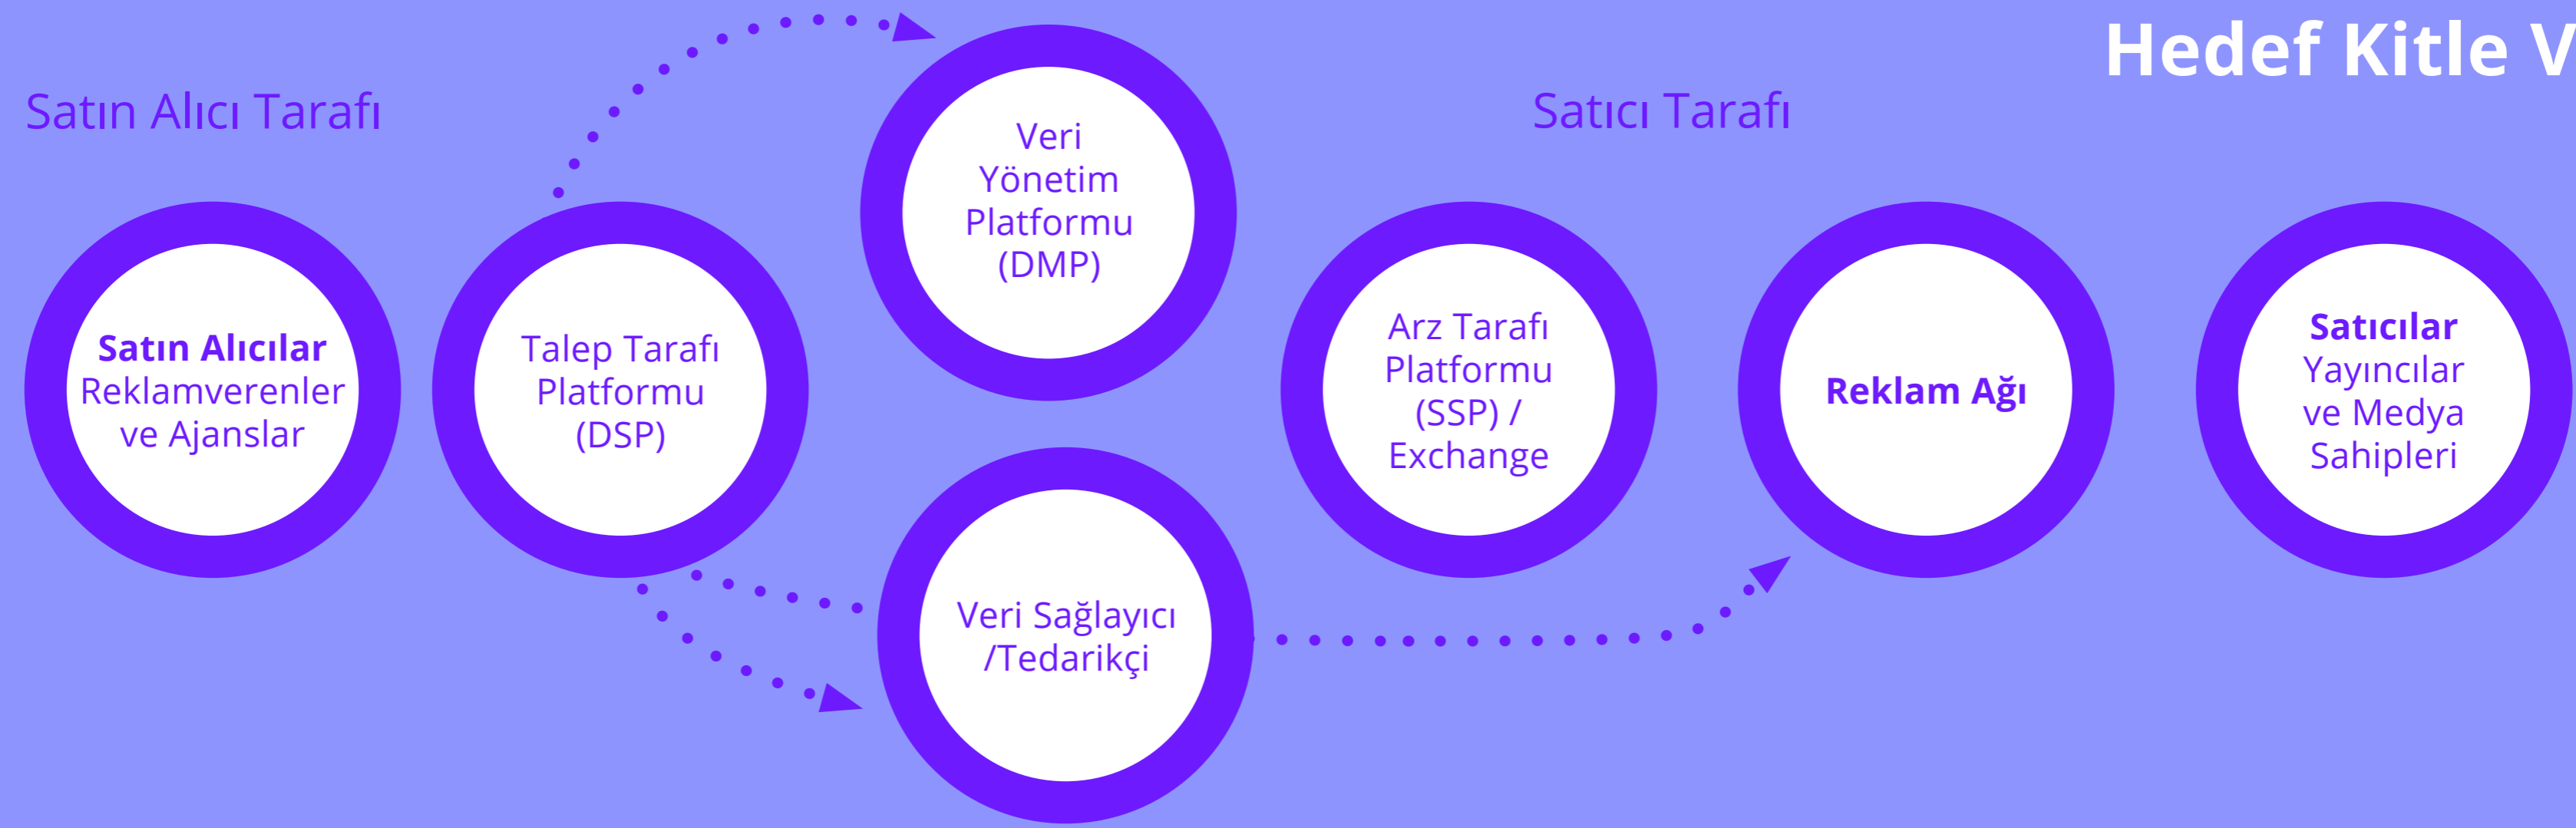 Hedef Kitle V
Satın Alıcı Tarafı
Satıcı Tarafı
Satın Alıcılar
Reklamverenler
ve Ajanslar
Talep Tarafı
Platformu
(DSP)
Veri
Yönetim
Platformu
(DMP)
Veri Sağlayıcı
/Tedarikçi
Arz Tarafı
Platformu
(SSP) /
Exchange
Reklam Ağı
Satıcılar
Yayıncılar
ve Medya
Sahipleri